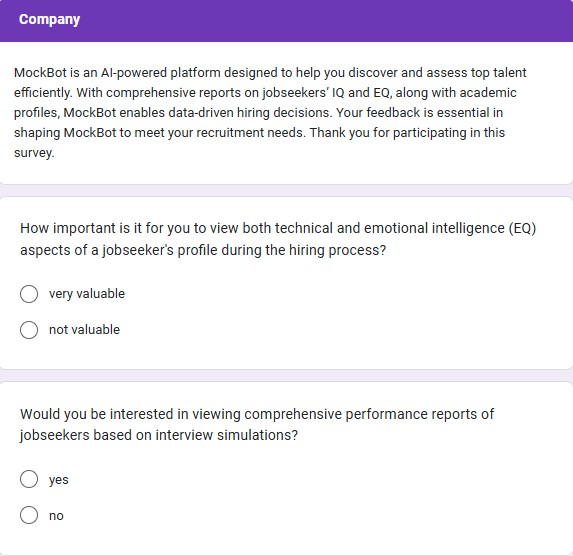 Company
MockBot is an AI-powered platform designed to help you discover and assess top talent
efficiently. With comprehensive reports on jobseekers' IQ and EQ, along with academic
profiles, MockBot enables data-driven hiring decisions. Your feedback is essential in
shaping MockBot to meet your recruitment needs. Thank you for participating in this
survey.
How important is it for you to view both technical and emotional intelligence (EQ)
aspects of a jobseeker's profile during the hiring process?
very valuable
not valuable
Would you be interested in viewing comprehensive performance reports of
jobseekers based on interview simulations?
yes
no